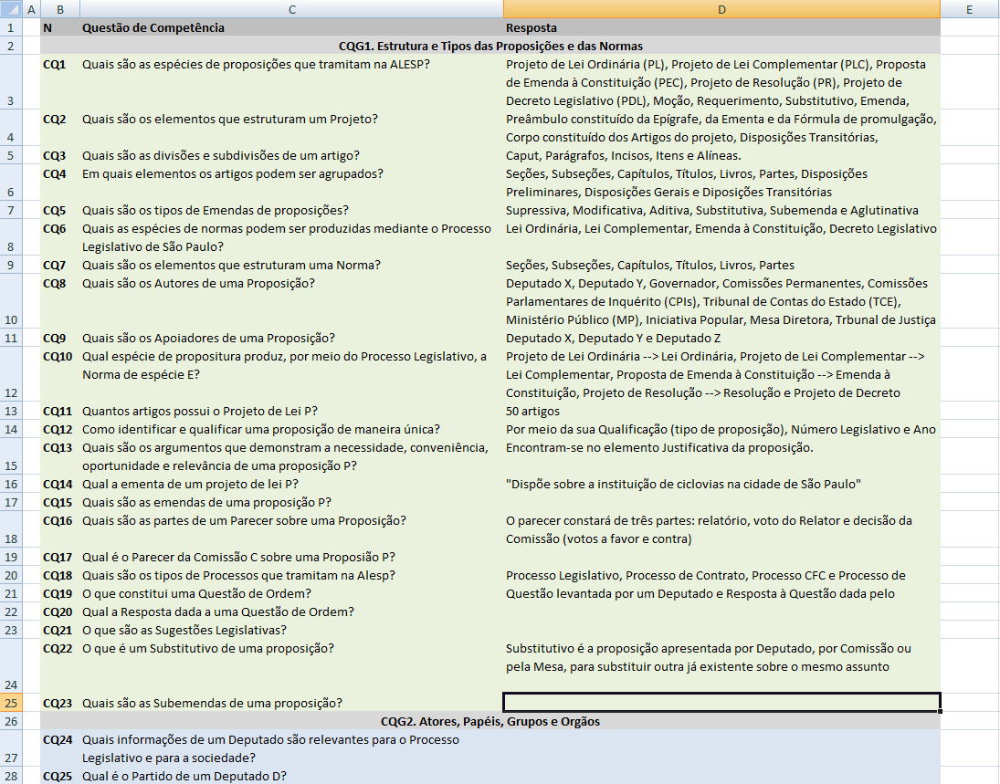 A B C D E
1 N Questão de Competência Resposta
2 CQG1. Estrutura e Tipos das Proposições e das Normas
CQ1 Quais são as espécies de proposições que tramitam na ALESP? Projeto de Lei Ordinária (PL), Projeto de Lei Complementar (PLC), Proposta
de Emenda à Constituição (PEC), Projeto de Resolução (PR), Projeto de
3 Decreto Legislativo (PDL), Moção, Requerimento, Substitutivo, Emenda,
CQ2 Quais são os elementos que estruturam um Projeto? Preâmbulo constituído da Epígrafe, da Ementa e da Fórmula de promulgação,
4 Corpo constituído dos Artigos do projeto, Disposições Transitórias,
5 CQ3 Quais são as divisões e subdivisões de um artigo? Caput, Parágrafos, Incisos, Itens e Alíneas.
CQ4 Em quais elementos os artigos podem ser agrupados? Seções, Subseções, Capítulos, Títulos, Livros, Partes, Disposições
6 Preliminares, Disposições Gerais e Diposições Transitórias
7 CQ5 Quais são os tipos de Emendas de proposições? Supressiva, Modificativa, Aditiva, Substitutiva, Subemenda e Aglutinativa
CQ6 Quais as espécies de normas podem ser produzidas mediante o Processo Lei Ordinária, Lei Complementar, Emenda à Constituição, Decreto Legislativo
8 Legislativo de São Paulo?
9 CQ7 Quais são os elementos que estruturam uma Norma? Seções, Subseções, Capítulos, Títulos, Livros, Partes
CQ8 Quais são os Autores de uma Proposição? Deputado X, Deputado Y, Governador, Comissões Permanentes, Comissões
Parlamentares de Inquérito (CPIs), Tribunal de Contas do Estado (TCE),
10 Ministério Público (MP), Iniciativa Popular, Mesa Diretora, Trbunal de Justiça
11 CQ9 Quais são os Apoiadores de uma Proposição? Deputado X, Deputado Y e Deputado Z
CQ10 Qual espécie de propositura produz, por meio do Processo Legislativo, a Projeto de Lei Ordinária --> Lei Ordinária, Projeto de Lei Complementar -->
Norma de espécie E? Lei Complementar, Proposta de Emenda à Constituição --> Emenda à
12 Constituição, Projeto de Resolução --> Resolução e Projeto de Decreto
13 CQ11 Quantos artigos possui o Projeto de Lei P? 50 artigos
14 CQ12 Como identificar e qualificar uma proposição de maneira única? Por meio da sua Qualificação (tipo de proposição), Número Legislativo e Ano
CQ13 Quais são os argumentos que demonstram a necessidade, conveniência, Encontram-se no elemento Justificativa da proposição.
15 oportunidade e relevância de uma proposição P?
16 CQ14 Qual a ementa de um projeto de lei P? "Dispõe sobre a instituição de ciclovias na cidade de São Paulo"
17 CQ15 Quais são as emendas de uma proposição P?
CQ16 Quais são as partes de um Parecer sobre uma Proposição? O parecer constará de três partes: relatório, voto do Relator e decisão da
18 Comissão (votos a favor e contra)
19 CQ17 Qual é o Parecer da Comissão C sobre uma Proposião P?
20 CQ18 Quais são os tipos de Processos que tramitam na Alesp? Processo Legislativo, Processo de Contrato, Processo CFC e Processo de
21 CQ19 O que constitui uma Questão de Ordem? Questão levantada por um Deputado e Resposta à Questão dada pelo
22 CQ20 Qual a Resposta dada a uma Questão de Ordem?
23 CQ21 O que são as Sugestões Legislativas?
CQ22 O que é um Substitutivo de uma proposição? Substitutivo é a proposição apresentada por Deputado, por Comissão ou
pela Mesa, para substituir outra já existente sobre o mesmo assunto
24
25 CQ23 Quais são as Subemendas de uma proposição?
26 CQG2. Atores, Papéis, Grupos e Orgãos
CQ24 Quais informações de um Deputado são relevantes para o Processo
27 Legislativo e para a sociedade?
28 CQ25 Qual é o Partido de um Deputado D?